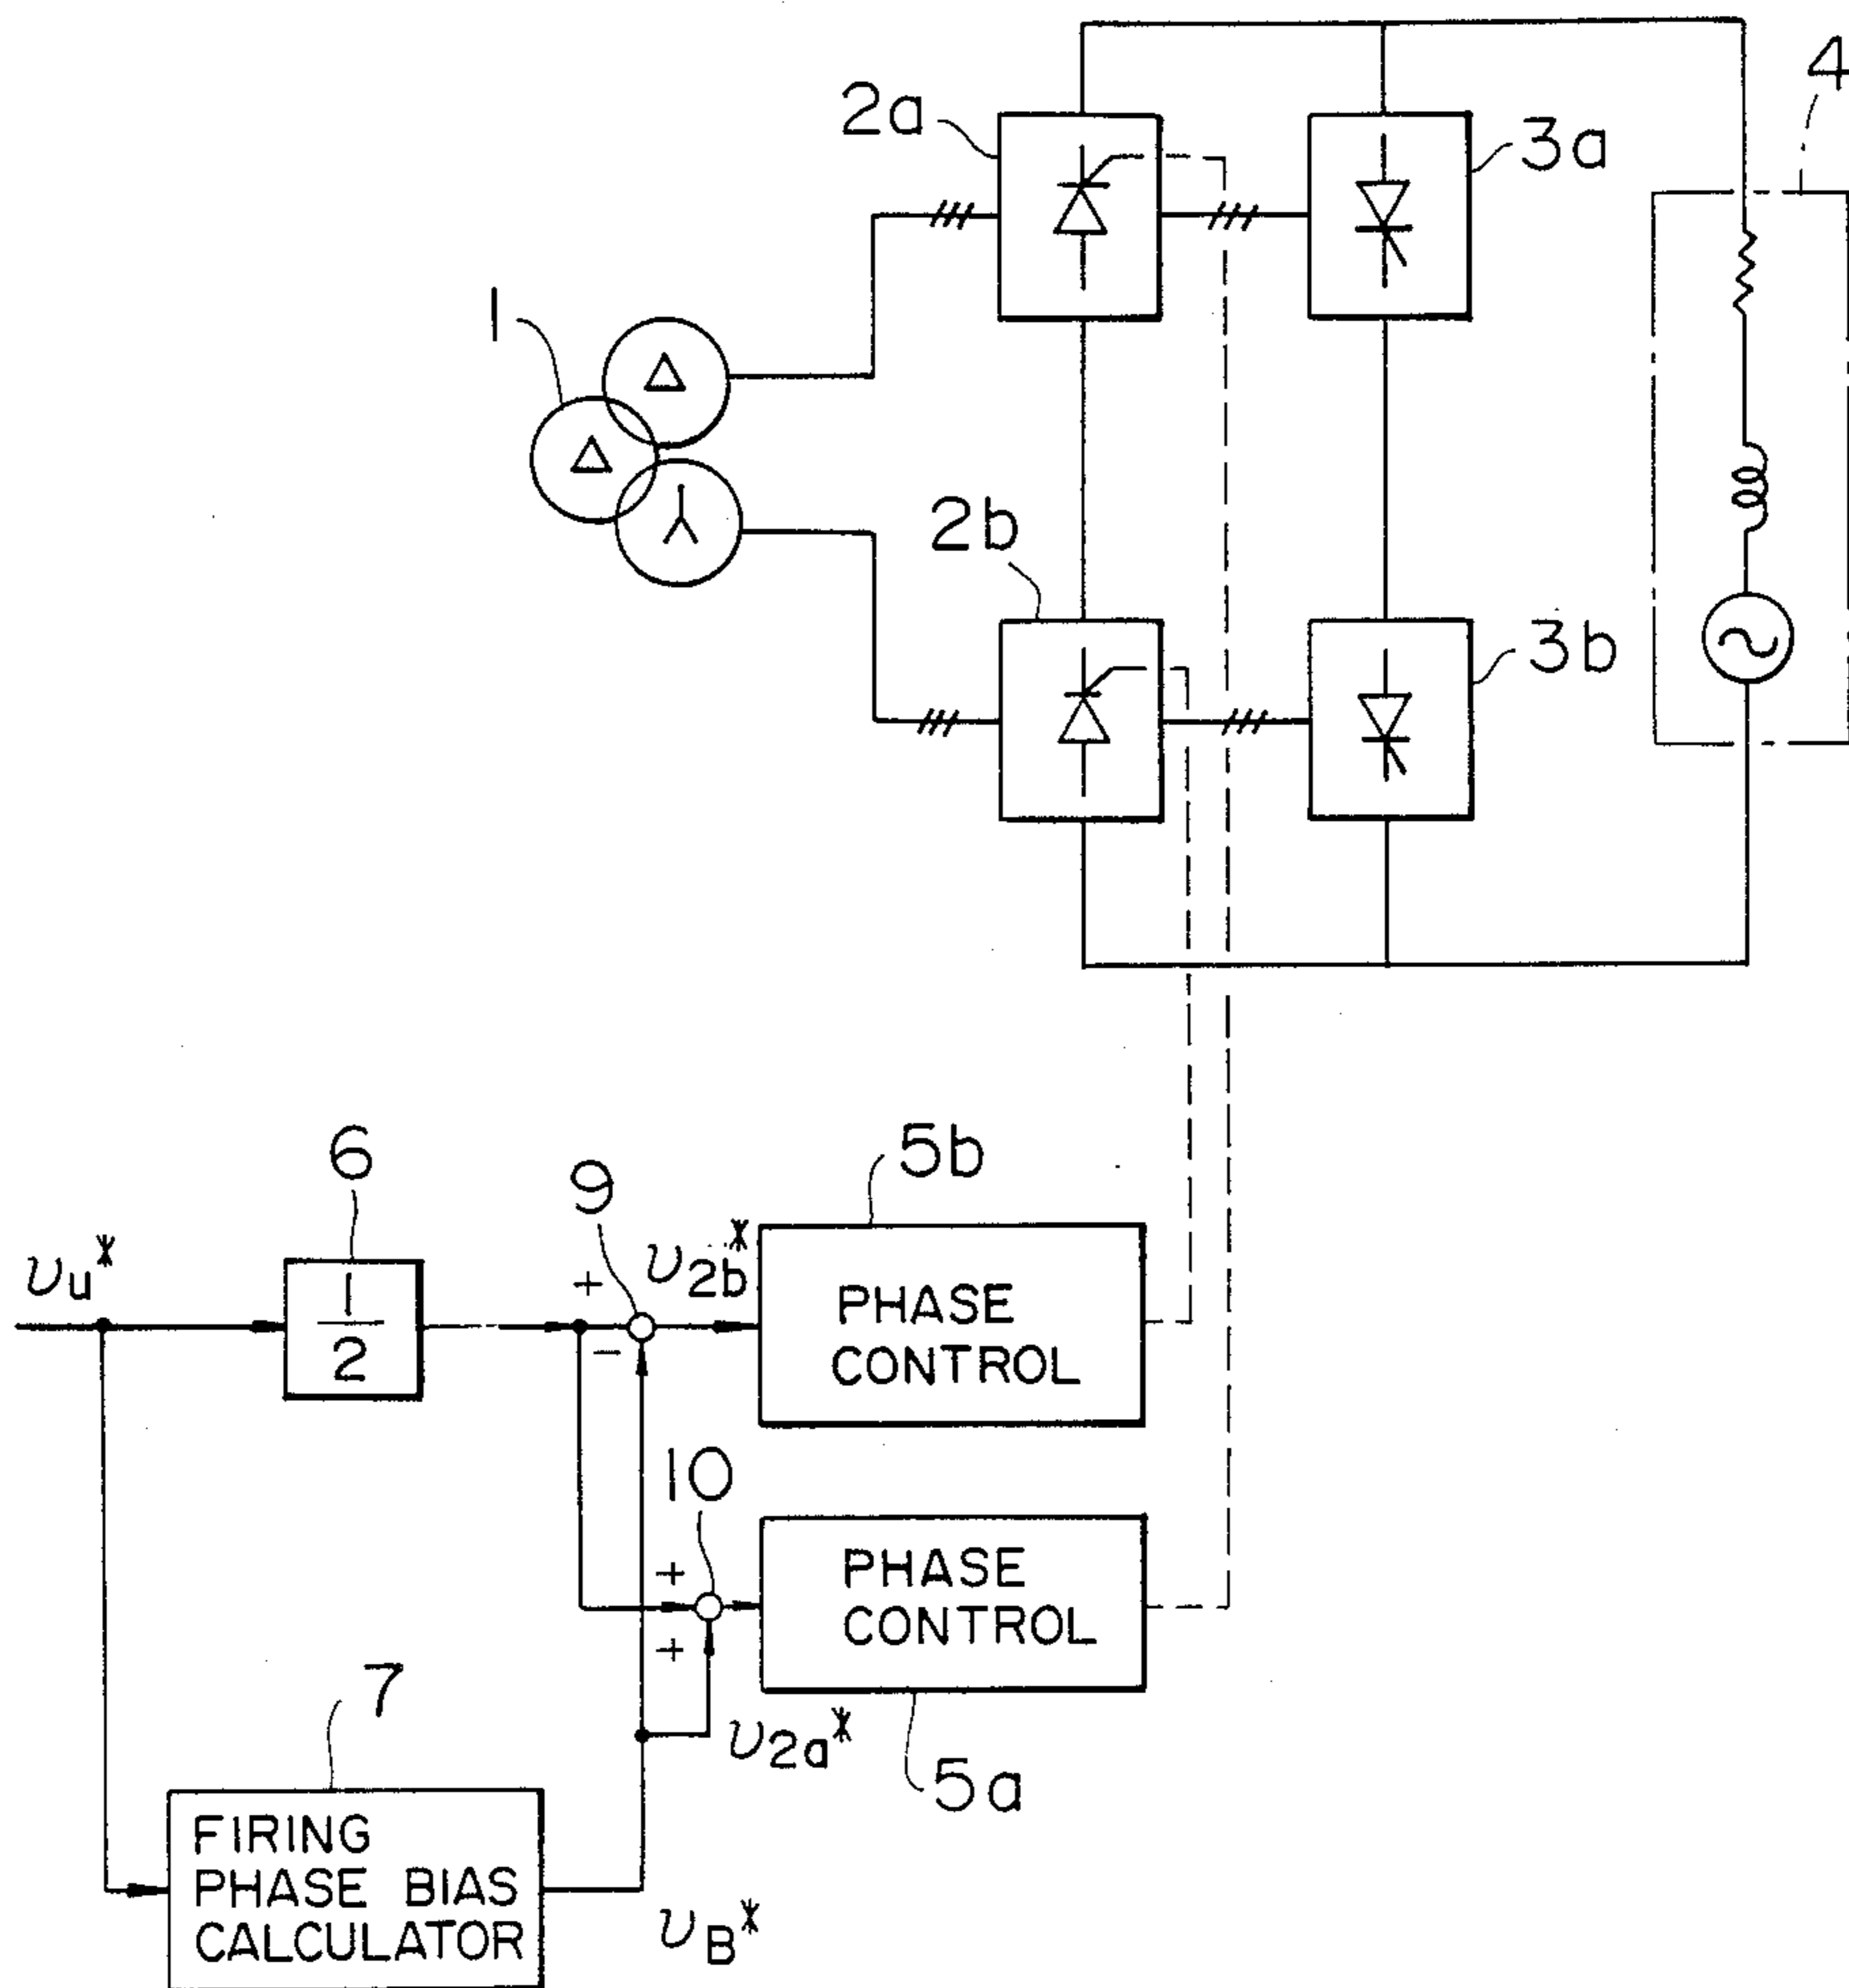 4
2a
3a
1
2b
3b
6
9
5b
υu*
1/2
+
υ2b*
−
PHASE
CONTROL
10
+
PHASE
CONTROL
+
7
υ2a*
5a
FIRING
PHASE BIAS
CALCULATOR
υB*